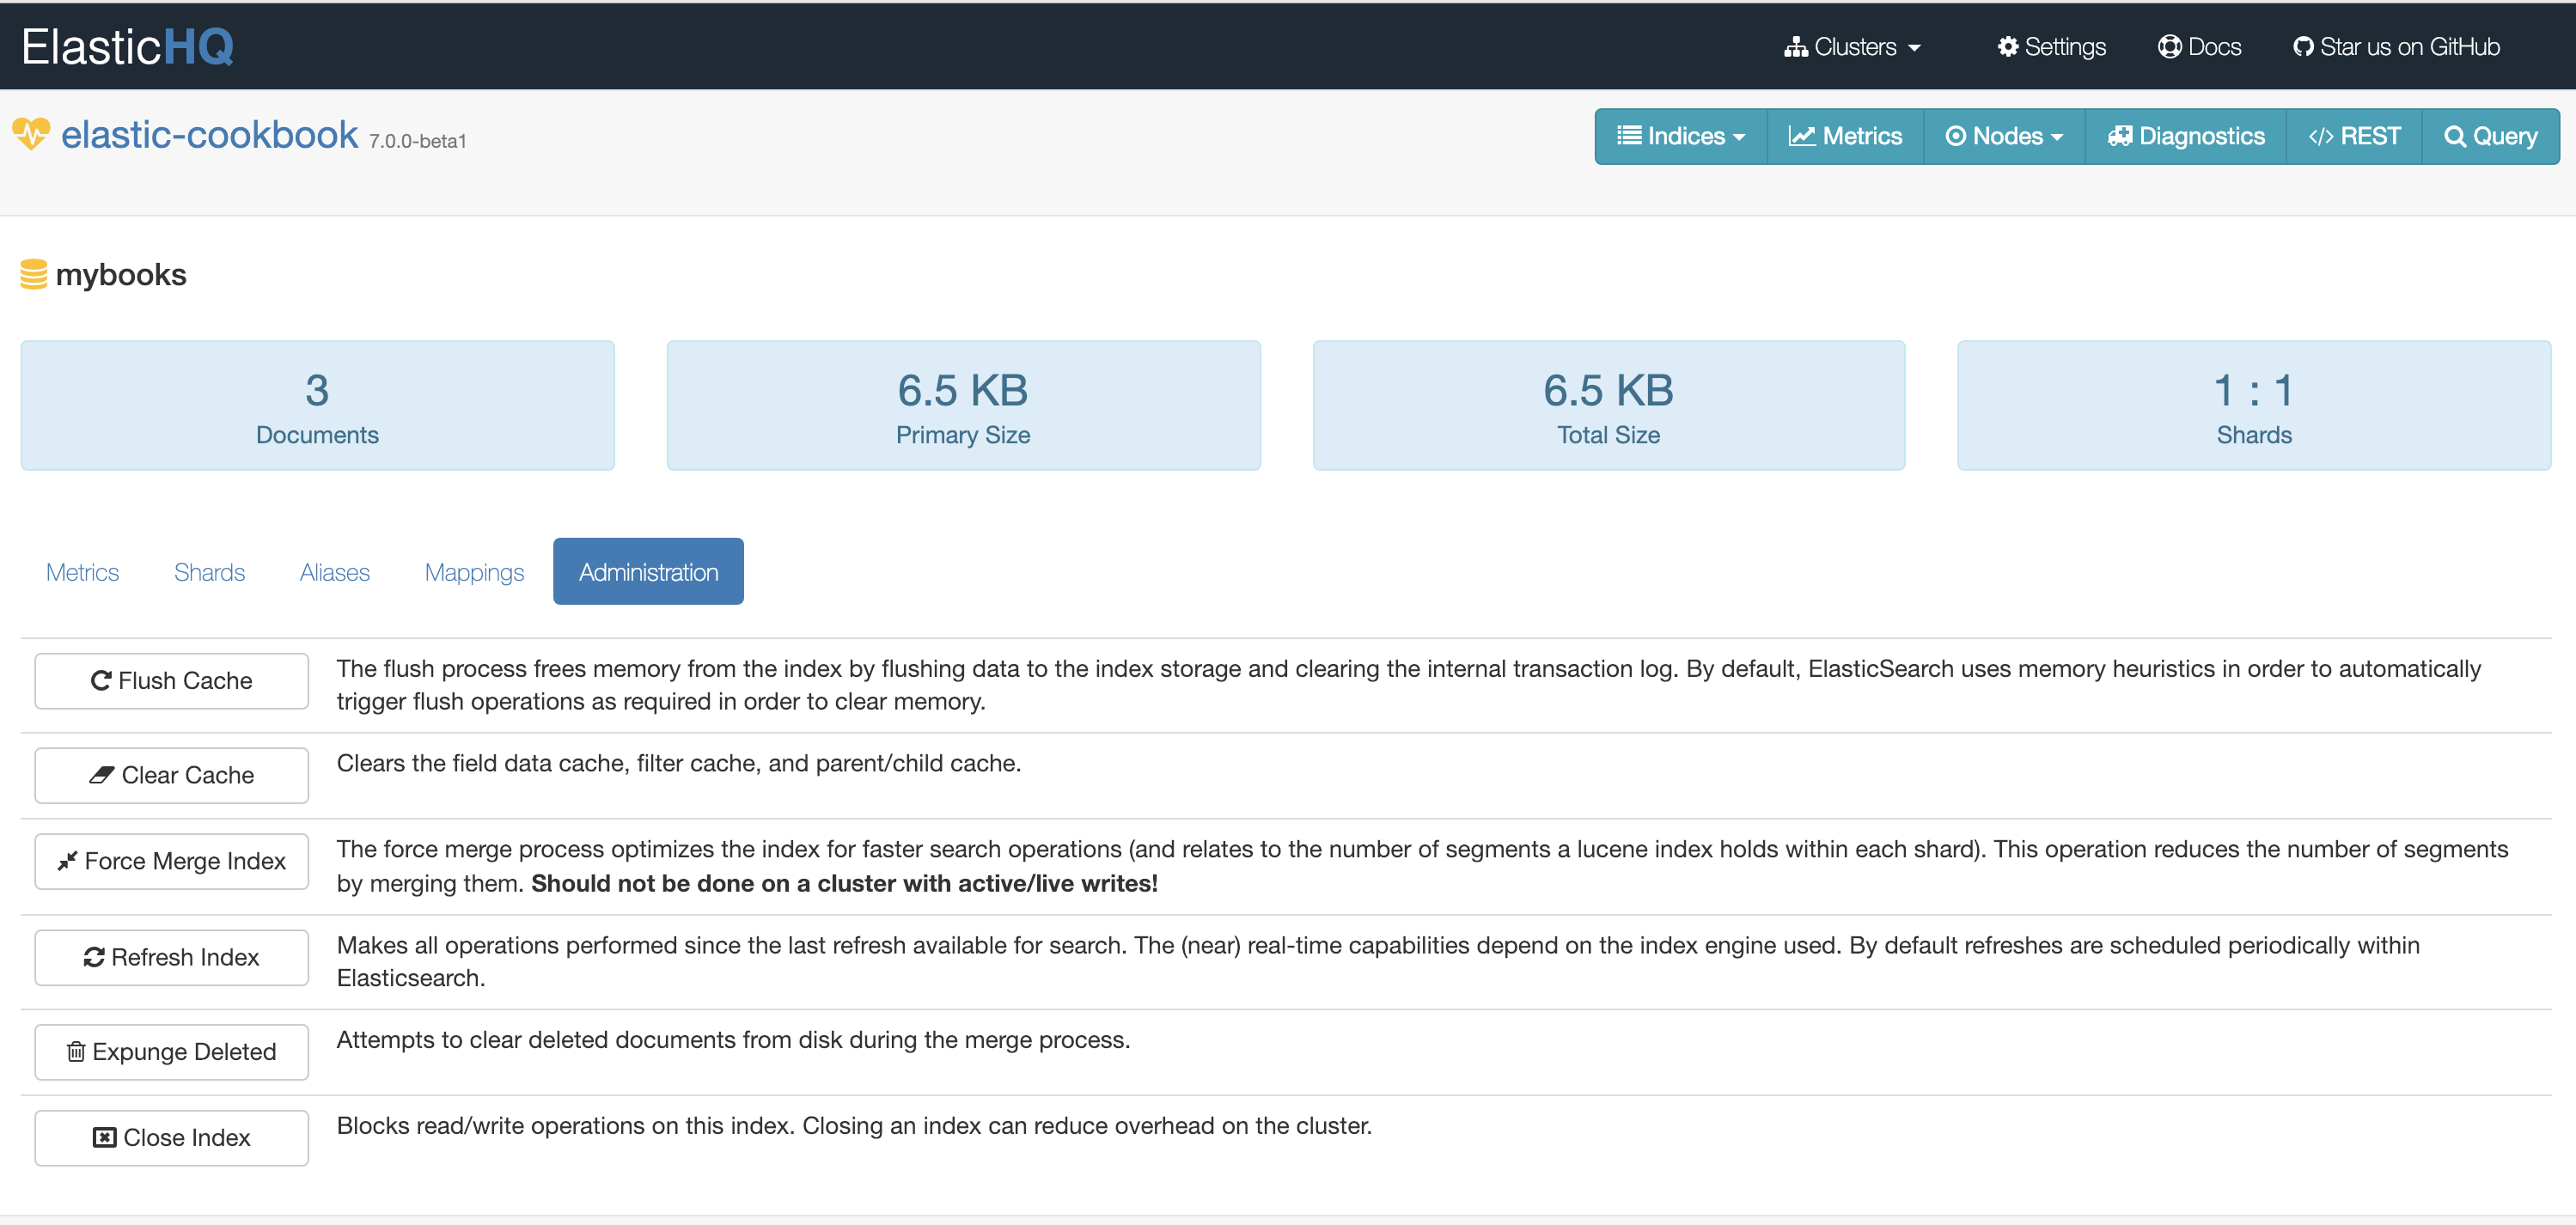 ElasticHQ
Clusters Settings Docs Star us on GitHub
elastic-cookbook 7.0.0-beta1
Indices Metrics Nodes Diagnostics </> REST Query
mybooks
3
Documents
6.5 KB
Primary Size
6.5 KB
Total Size
1 : 1
Shards
Metrics Shards Aliases Mappings Administration
Flush Cache
The flush process frees memory from the index by flushing data to the index storage and clearing the internal transaction log. By default, ElasticSearch uses memory heuristics in order to automatically
trigger flush operations as required in order to clear memory.
Clear Cache
Clears the field data cache, filter cache, and parent/child cache.
Force Merge Index
The force merge process optimizes the index for faster search operations (and relates to the number of segments a lucene index holds within each shard). This operation reduces the number of segments
by merging them. Should not be done on a cluster with active/live writes!
Refresh Index
Makes all operations performed since the last refresh available for search. The (near) real-time capabilities depend on the index engine used. By default refreshes are scheduled periodically within
Elasticsearch.
Expunge Deleted
Attempts to clear deleted documents from disk during the merge process.
Close Index
Blocks read/write operations on this index. Closing an index can reduce overhead on the cluster.